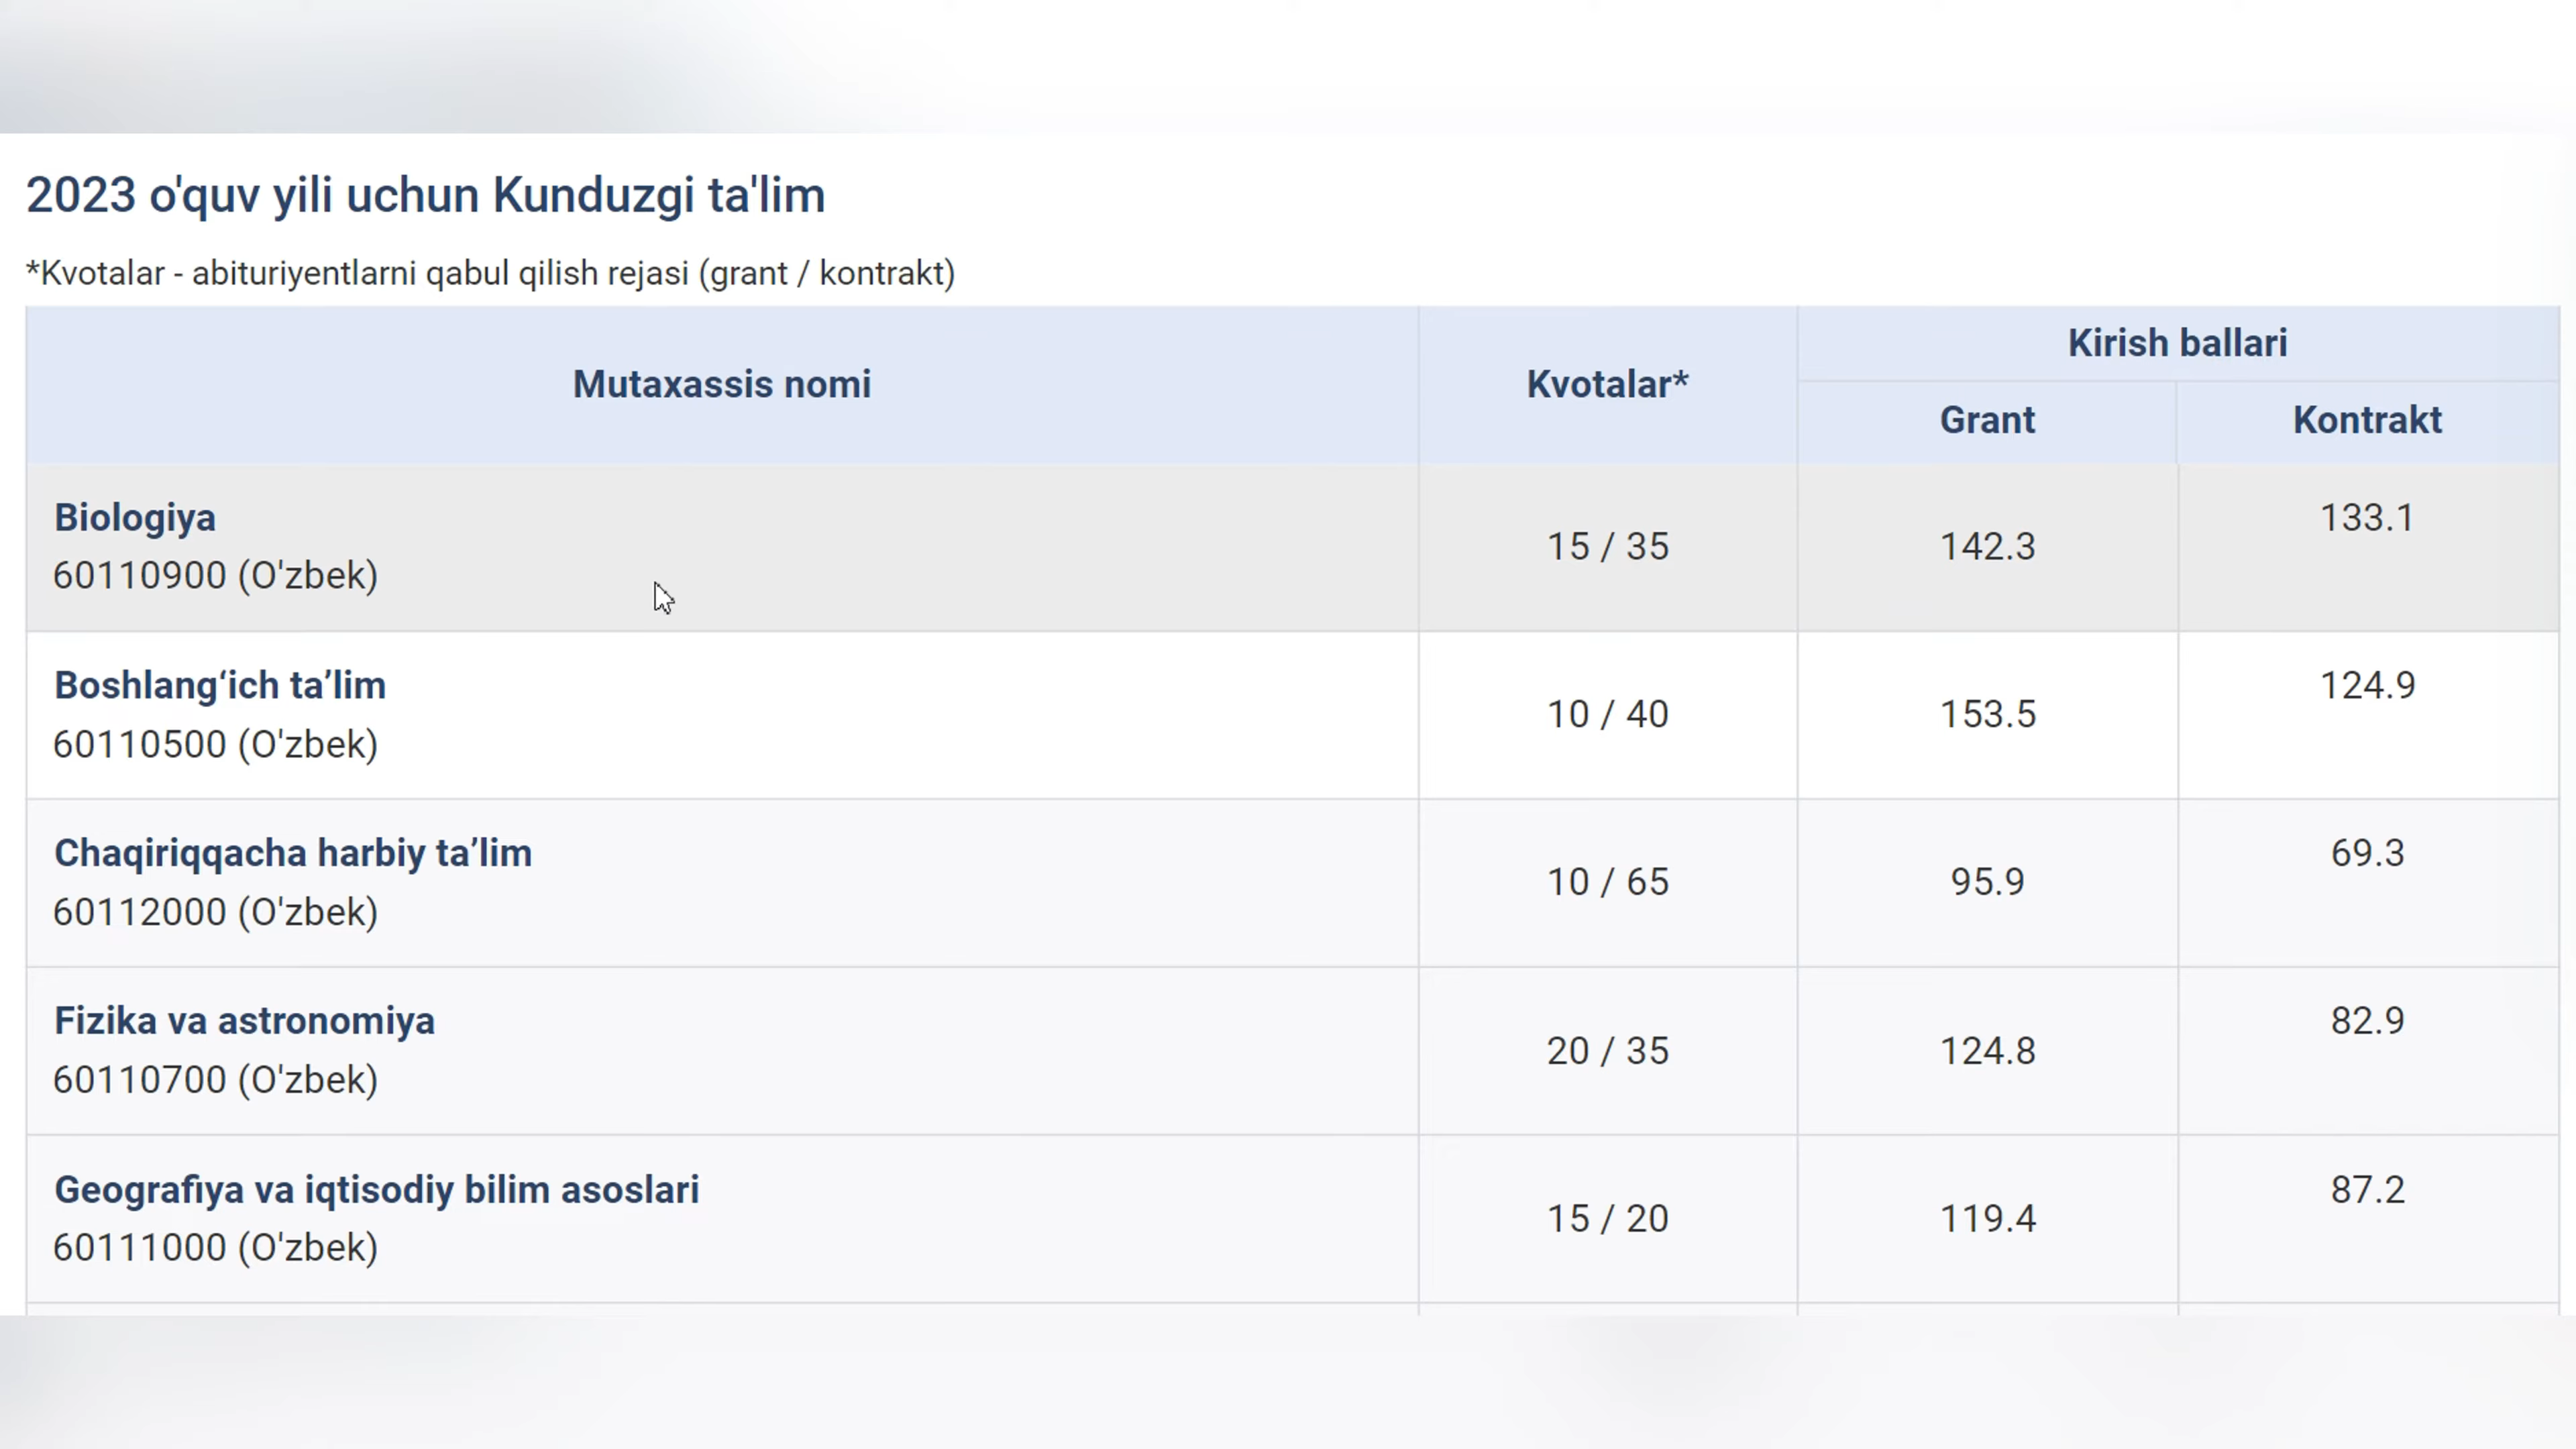 2023 o'quv yili uchun Kunduzgi ta'lim
*Kvotalar - abituriyentlarni qabul qilish rejasi (grant / kontrakt)
Mutaxassis nomi
Kvotalar*
Kirish ballari
Grant
Kontrakt
Biologiya
60110900 (O'zbek)
15 / 35
142.3
133.1
Boshlang‘ich ta’lim
60110500 (O'zbek)
10 / 40
153.5
124.9
Chaqiriqqacha harbiy ta’lim
60112000 (O'zbek)
10 / 65
95.9
69.3
Fizika va astronomiya
60110700 (O'zbek)
20 / 35
124.8
82.9
Geografiya va iqtisodiy bilim asoslari
60111000 (O'zbek)
15 / 20
119.4
87.2